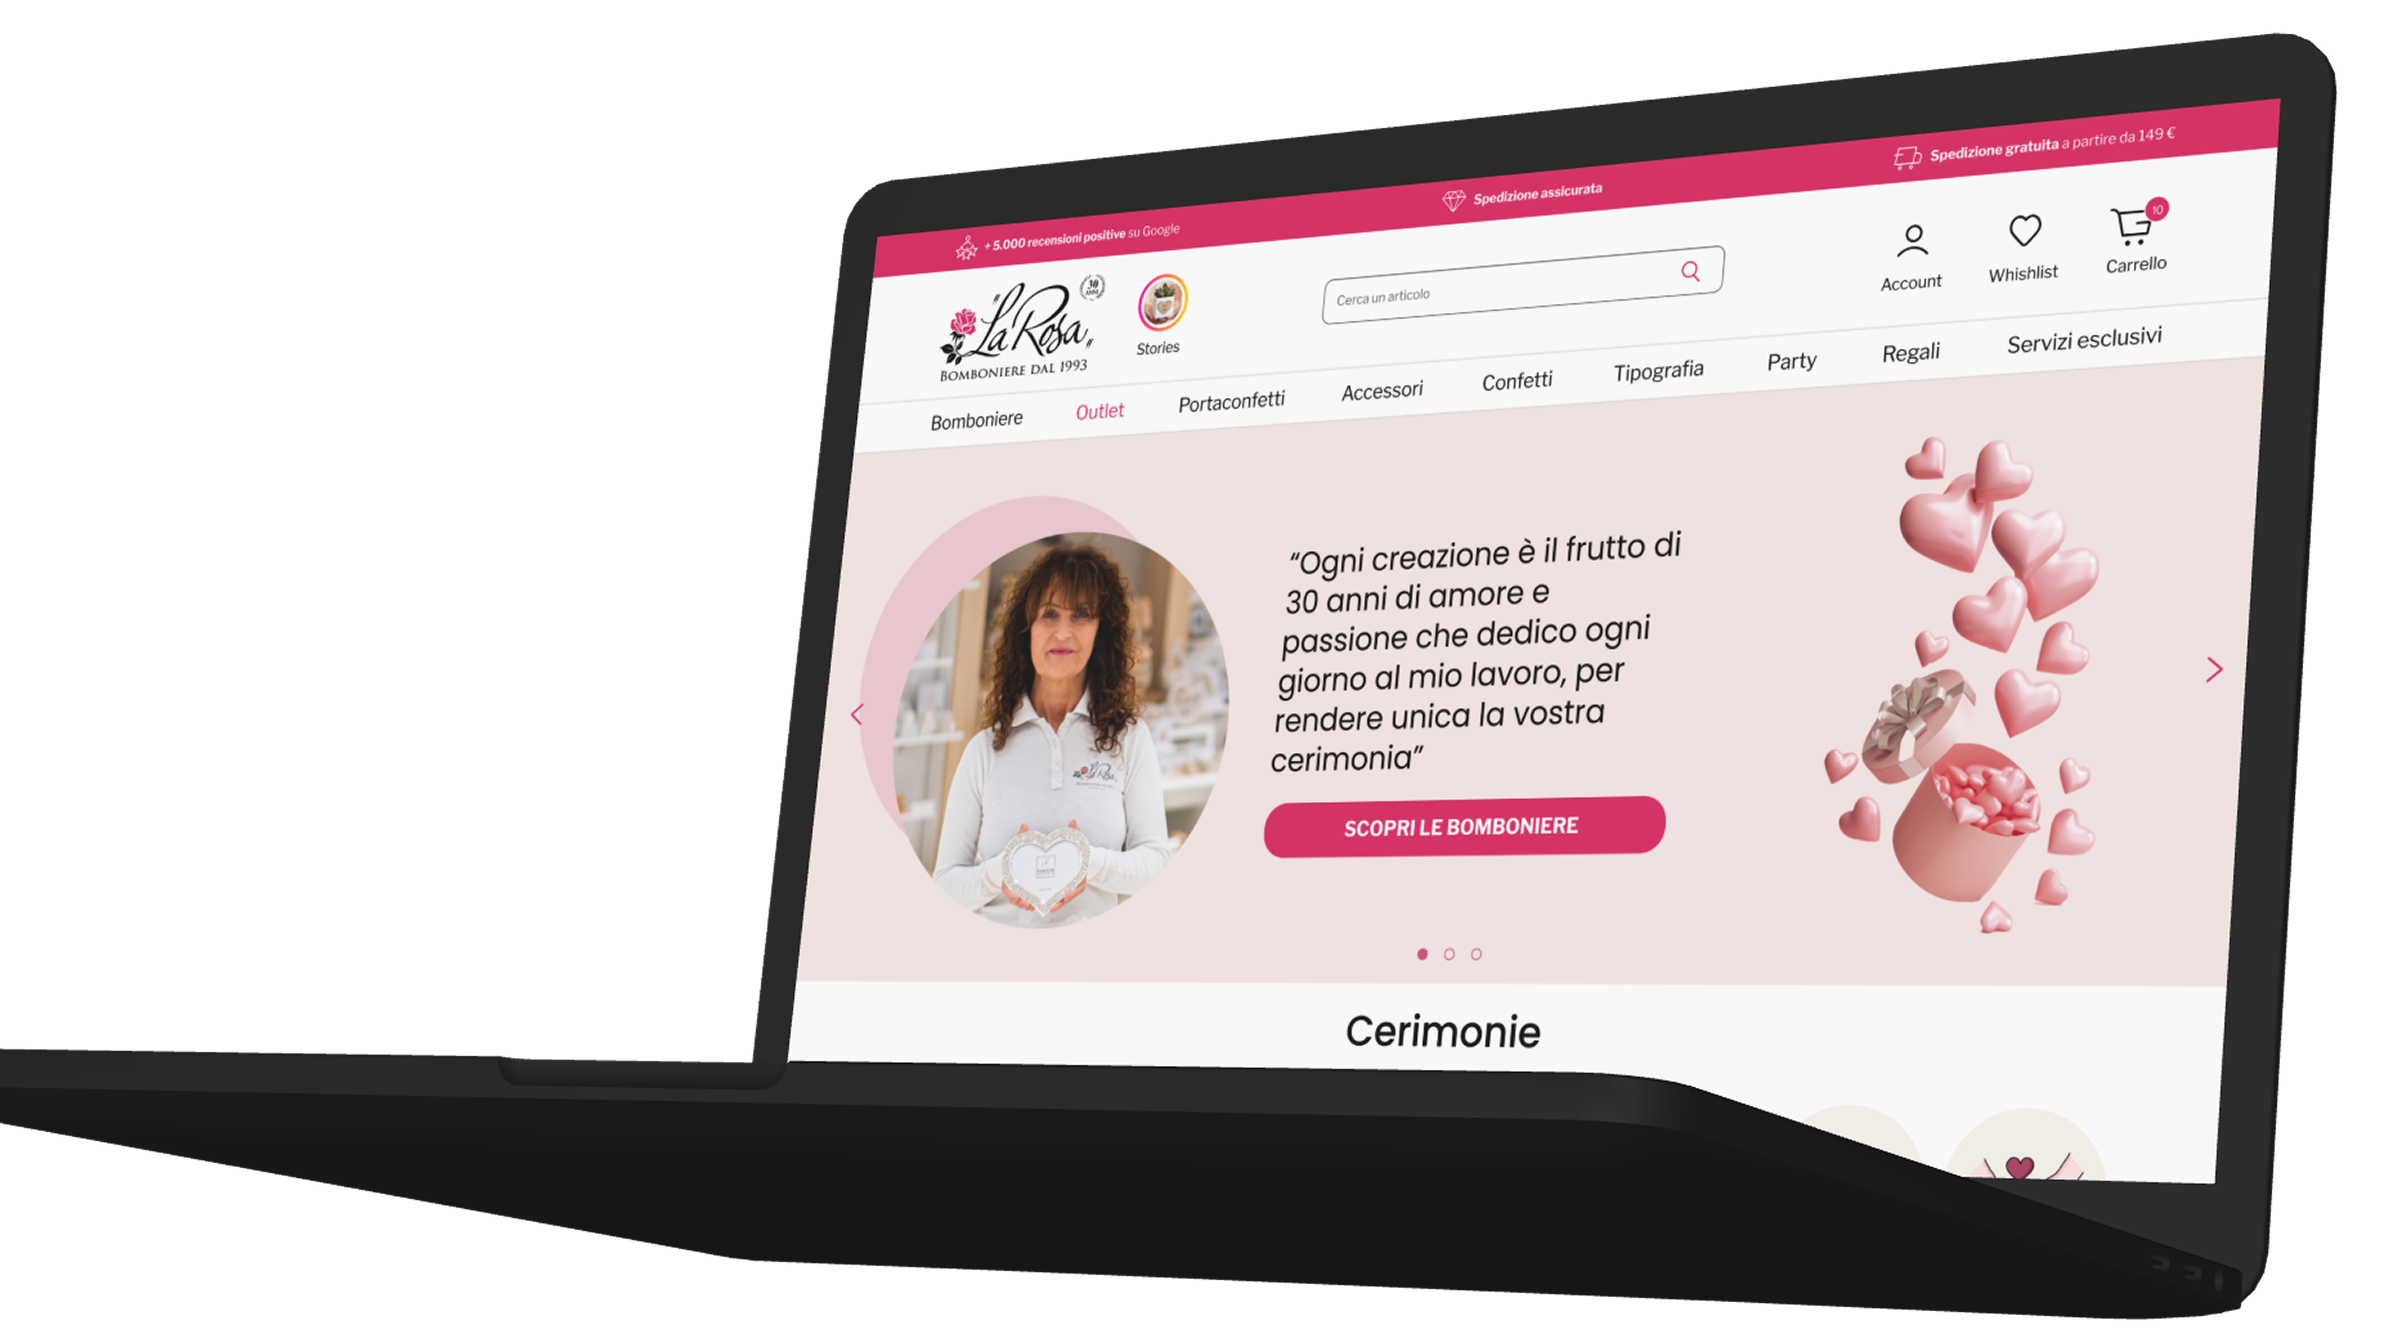 + 5.000 recensioni positive su Google
Spedizione assicurata
Spedizione gratuita a partire da 149 €
"La Rosa"
30
ANNI
BOMBONIERE DAL 1993
Stories
Cerca un articolo
Account
Whishlist
10
Carrello
Bomboniere
Outlet
Portaconfetti
Accessori
Confetti
Tipografia
Party
Regali
Servizi esclusivi
“Ogni creazione è il frutto di
30 anni di amore e
passione che dedico ogni
giorno al mio lavoro, per
rendere unica la vostra
cerimonia”
La Rosa
SCOPRI LE BOMBONIERE
Cerimonie